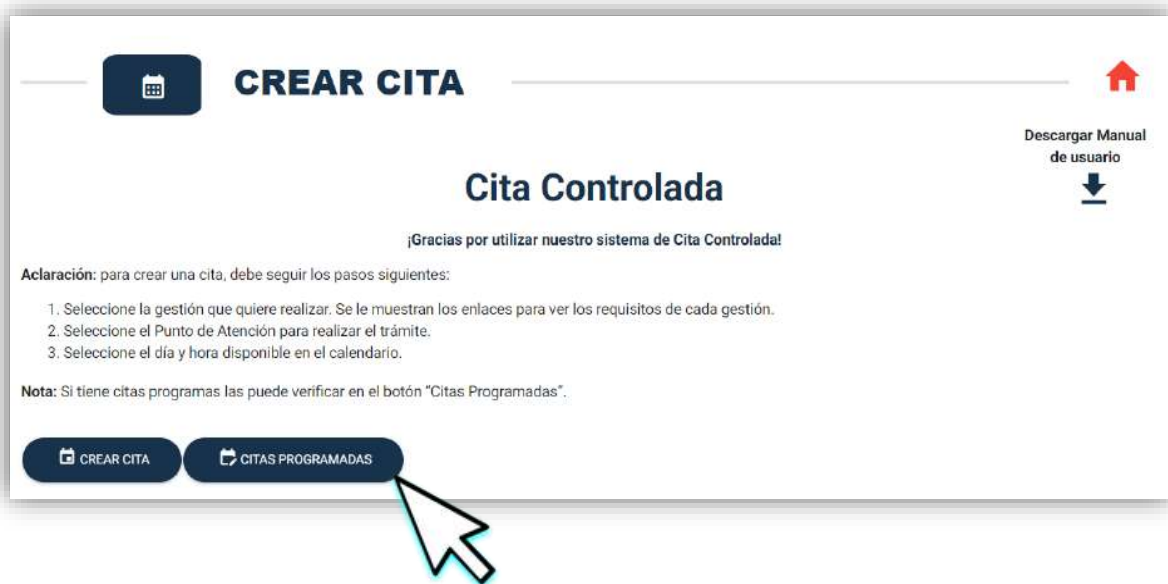 CREAR CITA
Descargar Manual
de usuario
Cita Controlada
¡Gracias por utilizar nuestro sistema de Cita Controlada!
Aclaración: para crear una cita, debe seguir los pasos siguientes:
1. Seleccione la gestión que quiere realizar. Se le muestran los enlaces para ver los requisitos de cada gestión.
2. Seleccione el Punto de Atención para realizar el trámite.
3. Seleccione el día y hora disponible en el calendario.
Nota: Si tiene citas programas las puede verificar en el botón "Citas Programadas".
CREAR CITA
CITAS PROGRAMADAS